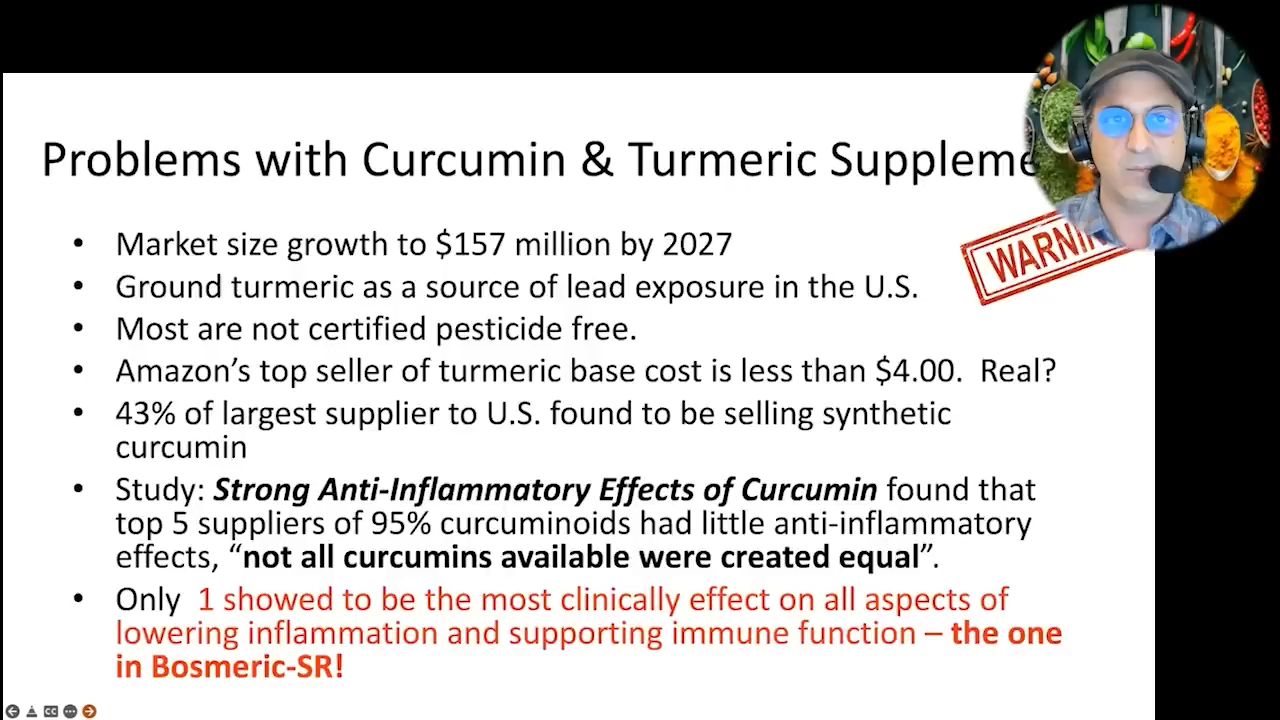 Problems with Curcumin & Turmeric Suppleme
WARNIN
• Market size growth to $157 million by 2027
• Ground turmeric as a source of lead exposure in the U.S.
• Most are not certified pesticide free.
• Amazon’s top seller of turmeric base cost is less than $4.00.  Real?
• 43% of largest supplier to U.S. found to be selling synthetic
curcumin
• Study: Strong Anti-Inflammatory Effects of Curcumin found that
top 5 suppliers of 95% curcuminoids had little anti-inflammatory
effects, “not all curcumins available were created equal”.
• Only  1 showed to be the most clinically effect on all aspects of
lowering inflammation and supporting immune function – the one
in Bosmeric-SR!
CC